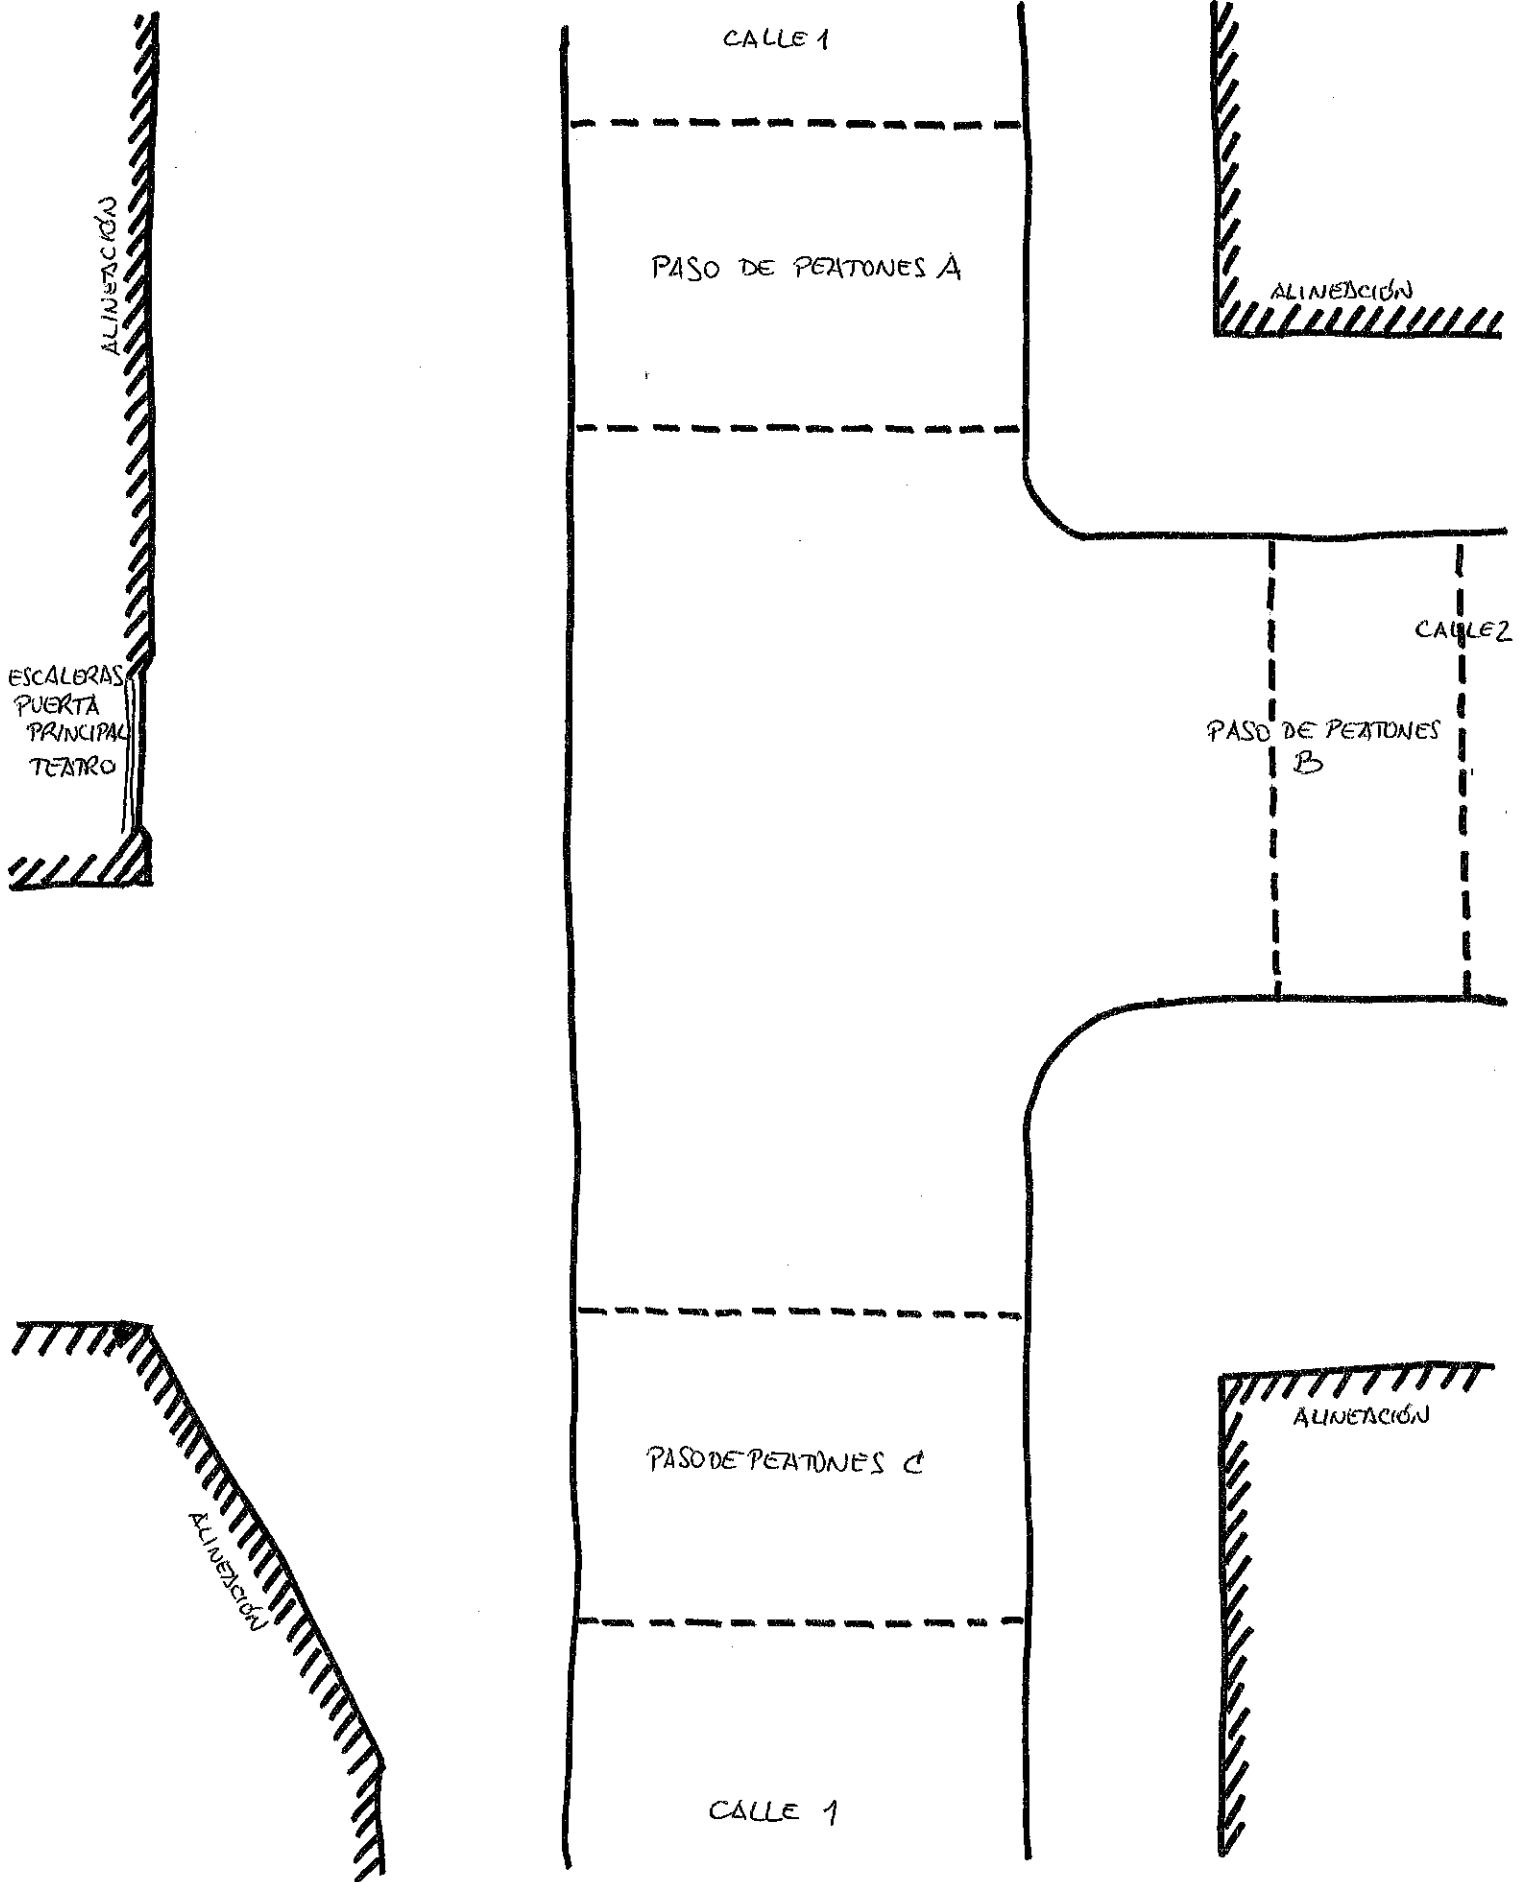 CALLE 1
ALINEACIÓN
PASO DE PEATONES A
ALINEACIÓN
CALLE 2
ESCALERAS
PUERTA
PRINCIPAL
TEATRO
PASO DE PEATONES
B
ALINEACIÓN
PASO DE PEATONES C
ALINEACIÓN
CALLE 1